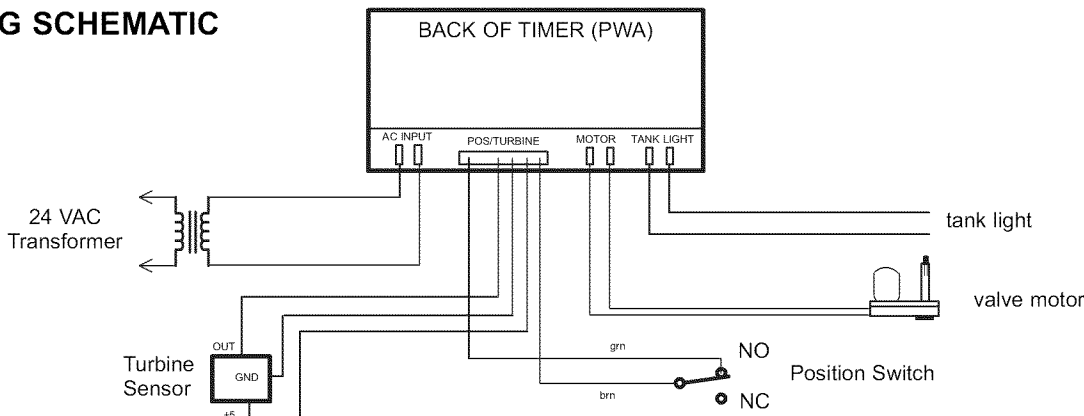 G SCHEMATIC
BACK OF TIMER (PWA)
AC INPUT
POS/TURBINE
MOTOR
TANK LIGHT
24 VAC
Transformer
tank light
valve motor
OUT
Turbine
Sensor
GND
+5
grn
NO
Position Switch
brn
NC